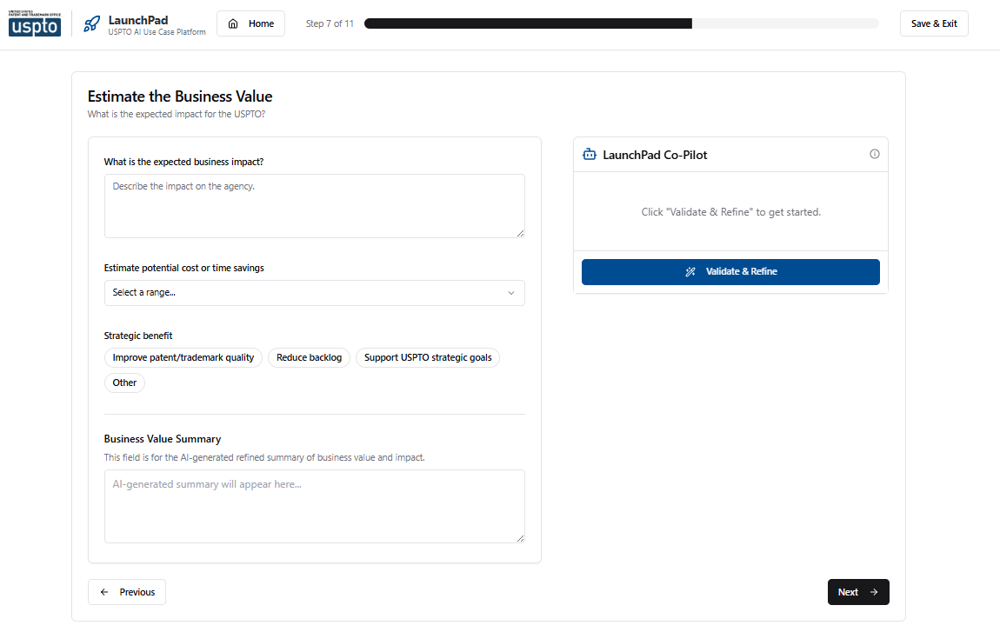 UNITED STATES
PATENT AND TRADEMARK OFFICE
uspto
LaunchPad
USPTO AI Use Case Platform
Home
Step 7 of 11
Save & Exit
Estimate the Business Value
What is the expected impact for the USPTO?
What is the expected business impact?
Describe the impact on the agency.
Estimate potential cost or time savings
Select a range...
Strategic benefit
Improve patent/trademark quality
Reduce backlog
Support USPTO strategic goals
Other
Business Value Summary
This field is for the AI-generated refined summary of business value and impact.
AI-generated summary will appear here...
LaunchPad Co-Pilot
Click "Validate & Refine" to get started.
Validate & Refine
Previous
Next